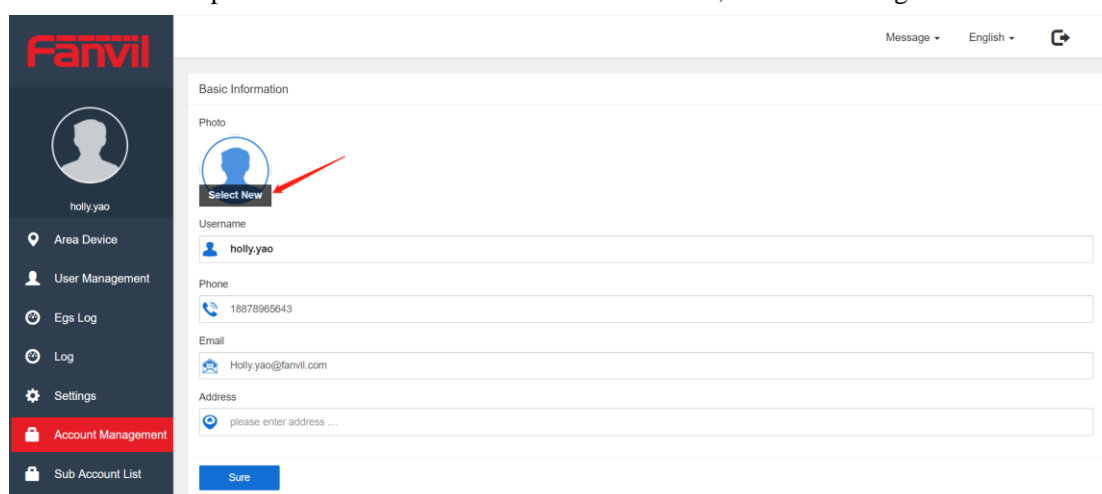 Fanvil
Message English
Basic Information
Photo
Select New
holly.yao
Username
holly.yao
Area Device
User Management
Phone
18878965643
Egs Log
Email
Log
Holly.yao@fanvil.com
Settings
Address
please enter address ...
Account Management
Sub Account List
Sure